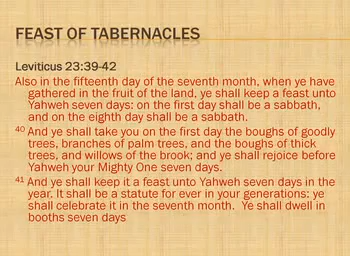 FEAST OF TABERNACLES
Leviticus 23:39-42
Also in the fifteenth day of the seventh month, when ye have
gathered in the fruit of the land, ye shall keep a feast unto
Yahweh seven days: on the first day shall be a sabbath,
and on the eighth day shall be a sabbath.
40 And ye shall take you on the first day the boughs of goodly
trees, branches of palm trees, and the boughs of thick
trees, and willows of the brook; and ye shall rejoice before
Yahweh your Mighty One seven days.
41 And ye shall keep it a feast unto Yahweh seven days in the
year. It shall be a statute for ever in your generations: ye
shall celebrate it in the seventh month. Ye shall dwell in
booths seven days